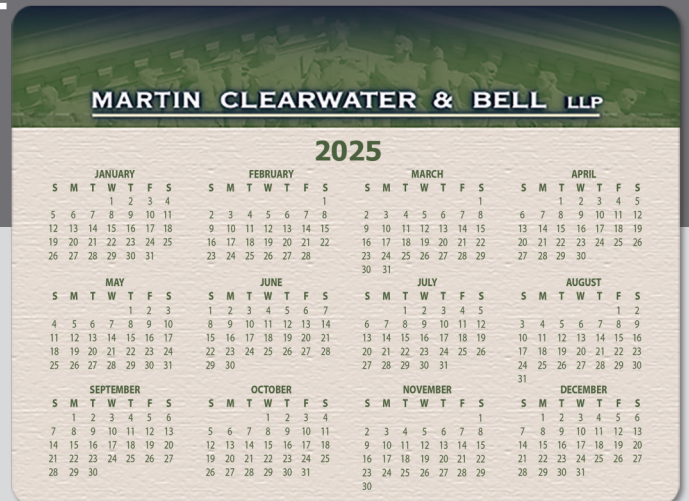 MARTIN CLEARWATER & BELL LLP
2025
JANUARY
S M T W T F S
1 2 3 4
5 6 7 8 9 10 11
12 13 14 15 16 17 18
19 20 21 22 23 24 25
26 27 28 29 30 31
FEBRUARY
S M T W T F S
1
2 3 4 5 6 7 8
9 10 11 12 13 14 15
16 17 18 19 20 21 22
23 24 25 26 27 28
MARCH
S M T W T F S
1
2 3 4 5 6 7 8
9 10 11 12 13 14 15
16 17 18 19 20 21 22
23 24 25 26 27 28 29
30 31
APRIL
S M T W T F S
1 2 3 4 5
6 7 8 9 10 11 12
13 14 15 16 17 18 19
20 21 22 23 24 25 26
27 28 29 30
MAY
S M T W T F S
1 2 3
4 5 6 7 8 9 10
11 12 13 14 15 16 17
18 19 20 21 22 23 24
25 26 27 28 29 30 31
JUNE
S M T W T F S
1 2 3 4 5 6 7
8 9 10 11 12 13 14
15 16 17 18 19 20 21
22 23 24 25 26 27 28
29 30
JULY
S M T W T F S
1 2 3 4 5
6 7 8 9 10 11 12
13 14 15 16 17 18 19
20 21 22 23 24 25 26
27 28 29 30 31
AUGUST
S M T W T F S
1 2
3 4 5 6 7 8 9
10 11 12 13 14 15 16
17 18 19 20 21 22 23
24 25 26 27 28 29 30
31
SEPTEMBER
S M T W T F S
1 2 3 4 5 6
7 8 9 10 11 12 13
14 15 16 17 18 19 20
21 22 23 24 25 26 27
28 29 30
OCTOBER
S M T W T F S
1 2 3 4
5 6 7 8 9 10 11
12 13 14 15 16 17 18
19 20 21 22 23 24 25
26 27 28 29 30 31
NOVEMBER
S M T W T F S
1
2 3 4 5 6 7 8
9 10 11 12 13 14 15
16 17 18 19 20 21 22
23 24 25 26 27 28 29
30
DECEMBER
S M T W T F S
1 2 3 4 5 6
7 8 9 10 11 12 13
14 15 16 17 18 19 20
21 22 23 24 25 26 27
28 29 30 31